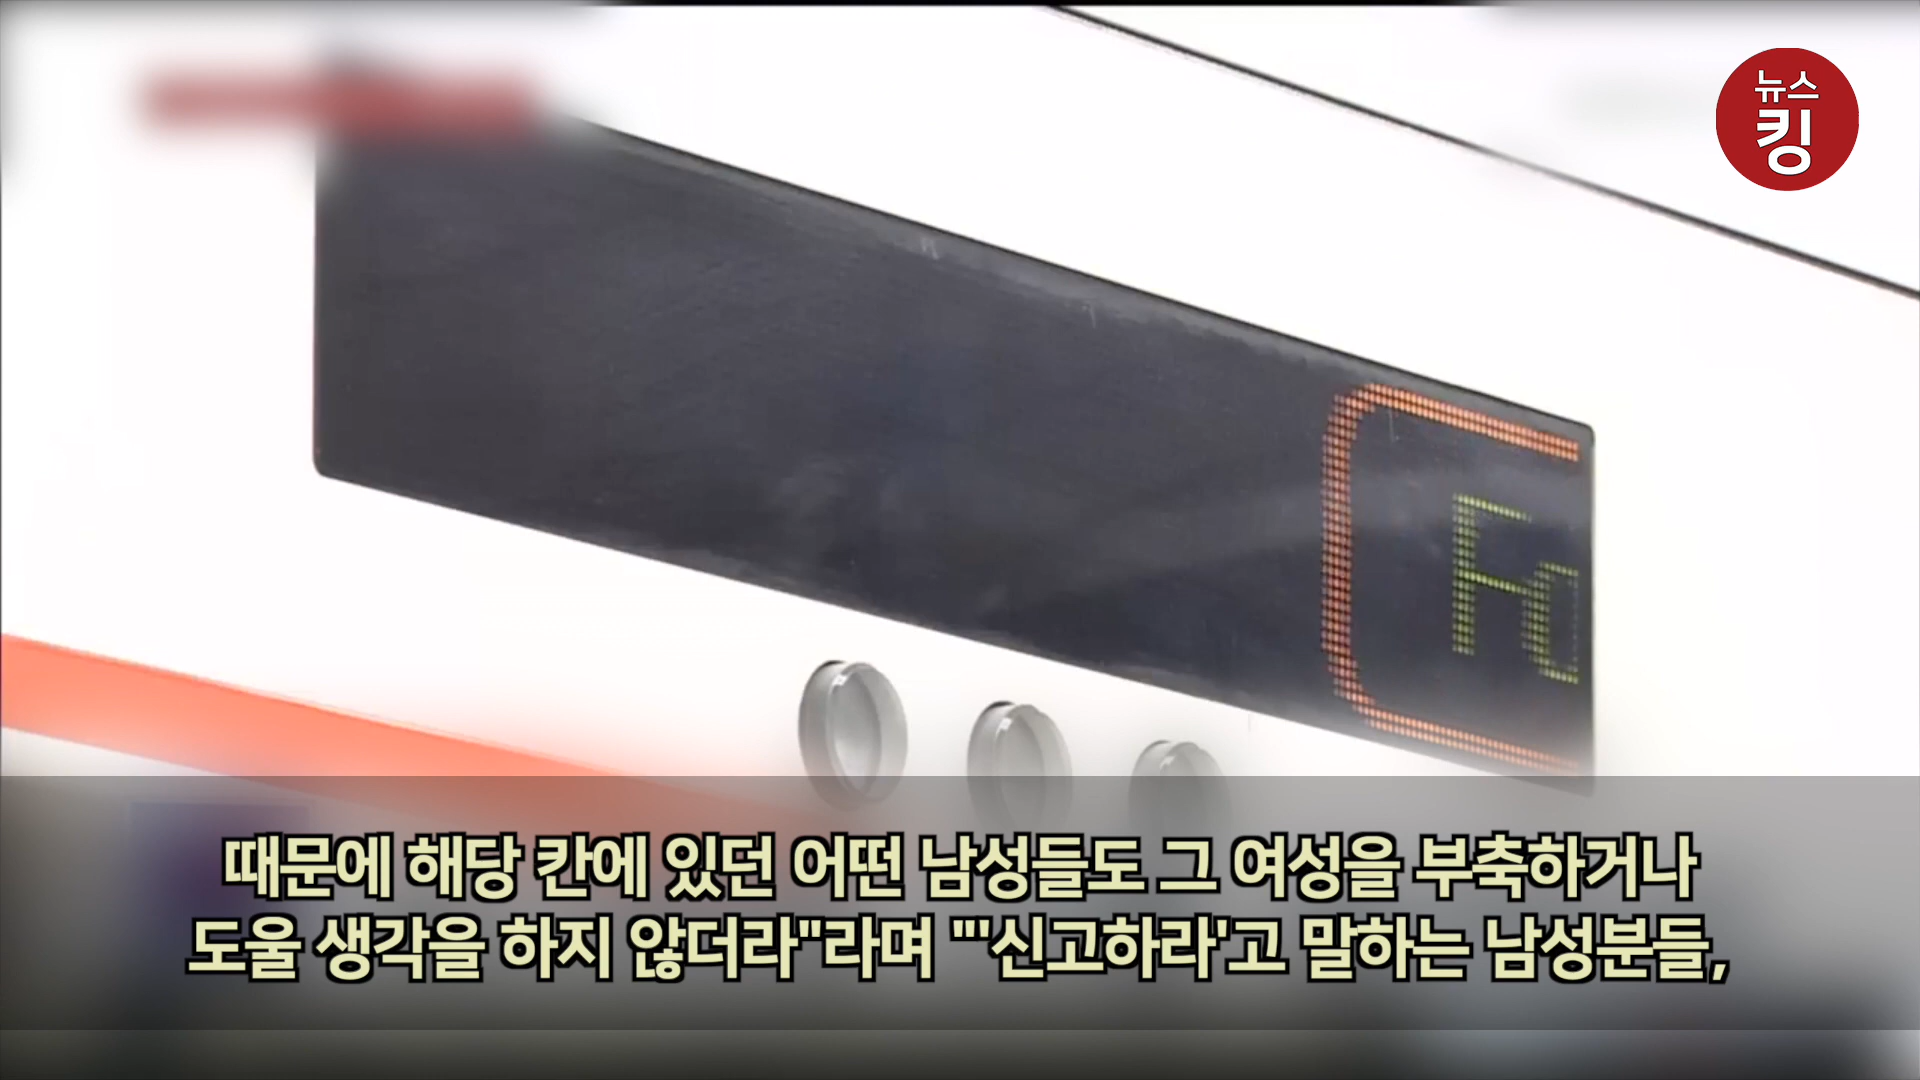 뉴스
킹
Fo
때문에 해당 칸에 있던 어떤 남성들도 그 여성을 부축하거나
도울 생각을 하지 않더라"라며 "'신고하라'고 말하는 남성분들,